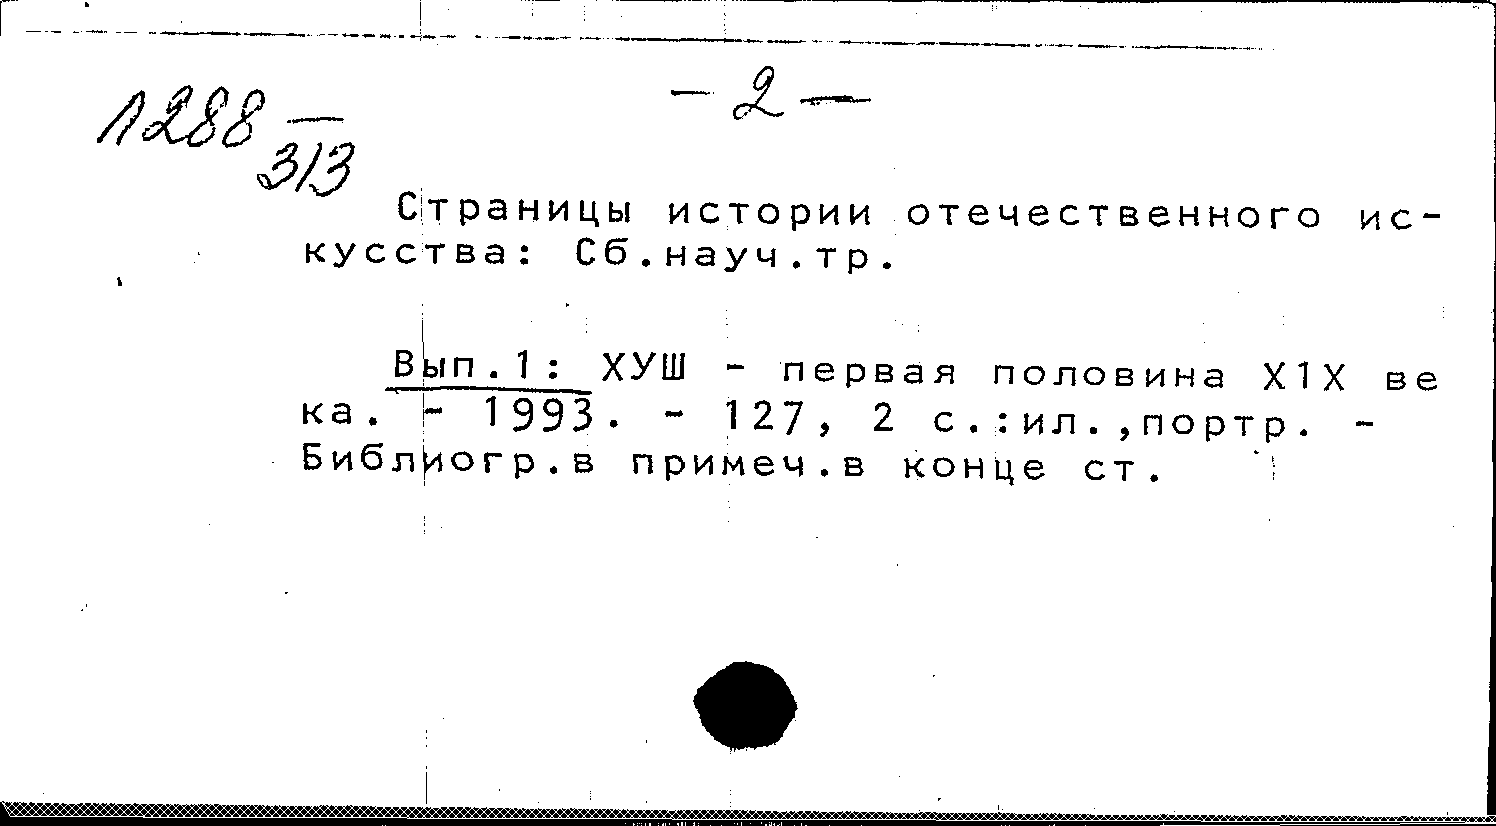 - 2 -
Л288 -
313
Страницы истории отечественного ис-
кусства: Сб.науч.тр.
Вып.1: ХУШ - первая половина Х1Х ве
ка. - 1993. - 127, 2 с.:ил.,портр. -
Библиогр.в примеч.в конце ст.